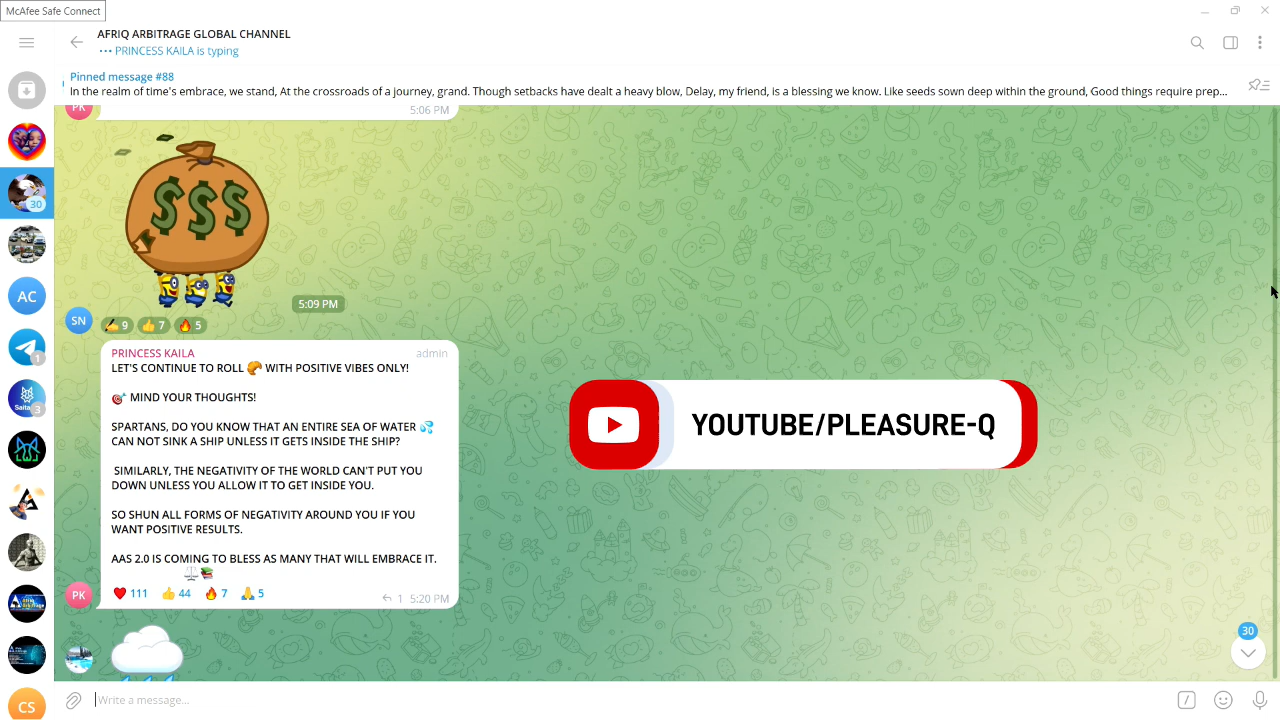 McAfee Safe Connect
AFRIQ ARBITRAGE GLOBAL CHANNEL
PRINCESS KAILA is typing
Pinned message #88
In the realm of time's embrace, we stand, At the crossroads of a journey, grand. Though setbacks have dealt a heavy blow, Delay, my friend, is a blessing we know. Like seeds sown deep within the ground, Good things require prep...
PK
5:06 PM
30
$$$
AC
5:09 PM
SN
9 7 5
1
PRINCESS KAILA admin
LET'S CONTINUE TO ROLL WITH POSITIVE VIBES ONLY!
MIND YOUR THOUGHTS!
3
SPARTANS, DO YOU KNOW THAT AN ENTIRE SEA OF WATER
CAN NOT SINK A SHIP UNLESS IT GETS INSIDE THE SHIP?
YOUTUBE/PLEASURE-Q
SIMILARLY, THE NEGATIVITY OF THE WORLD CAN'T PUT YOU
DOWN UNLESS YOU ALLOW IT TO GET INSIDE YOU.
SO SHUN ALL FORMS OF NEGATIVITY AROUND YOU IF YOU
WANT POSITIVE RESULTS.
AAS 2.0 IS COMING TO BLESS AS MANY THAT WILL EMBRACE IT.
PK
111 44 7 5
1 5:20 PM
30
CS
Write a message...